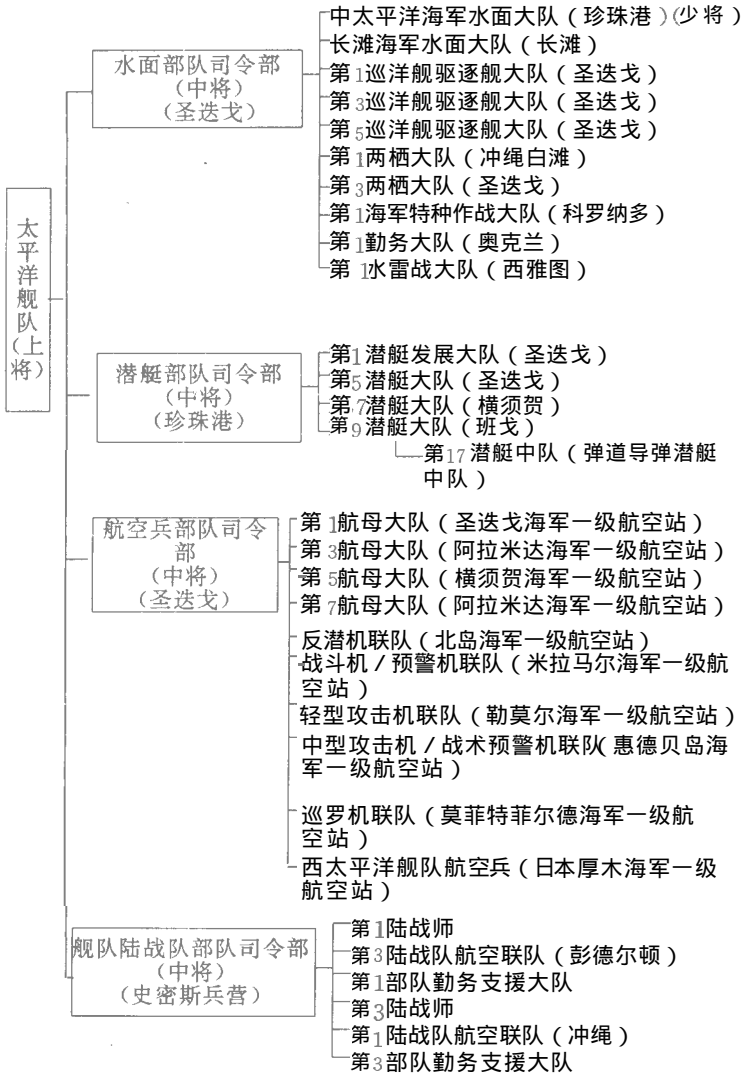 太平洋舰队(上将)
水面部队司令部
(中将)
(圣迭戈)
中太平洋海军水面大队(珍珠港)(少将)
长滩海军水面大队(长滩)
第1巡洋舰驱逐舰大队(圣迭戈)
第3巡洋舰驱逐舰大队(圣迭戈)
第5巡洋舰驱逐舰大队(圣迭戈)
第1两栖大队(冲绳白滩)
第3两栖大队(圣迭戈)
第1海军特种作战大队(科罗纳多)
第1勤务大队(奥克兰)
第1水雷战大队(西雅图)
潜艇部队司令部
(中将)
(珍珠港)
第1潜艇发展大队(圣迭戈)
第5潜艇大队(圣迭戈)
第7潜艇大队(横须贺)
第9潜艇大队(班戈)
第17潜艇中队(弹道导弹潜艇
中队)
航空兵部队司令
部
(中将)
(圣迭戈)
第1航母大队(圣迭戈海军一级航空站)
第3航母大队(阿拉米达海军一级航空站)
第5航母大队(横须贺海军一级航空站)
第7航母大队(阿拉米达海军一级航空站)
反潜机联队(北岛海军一级航空站)
战斗机/预警机联队(米拉马尔海军一级航
空站)
轻型攻击机联队(勒莫尔海军一级航空站)
中型攻击机/战术预警机联队(惠德贝岛海
军一级航空站)
巡罗机联队(莫菲特菲尔德海军一级航
空站)
西太平洋舰队航空兵(日本厚木海军一级
航空站)
舰队陆战队部队司令部
(中将)
(史密斯兵营)
第1陆战师
第3陆战队航空联队(彭德尔顿)
第1部队勤务支援大队
第3陆战师
第1陆战队航空联队(冲绳)
第3部队勤务支援大队